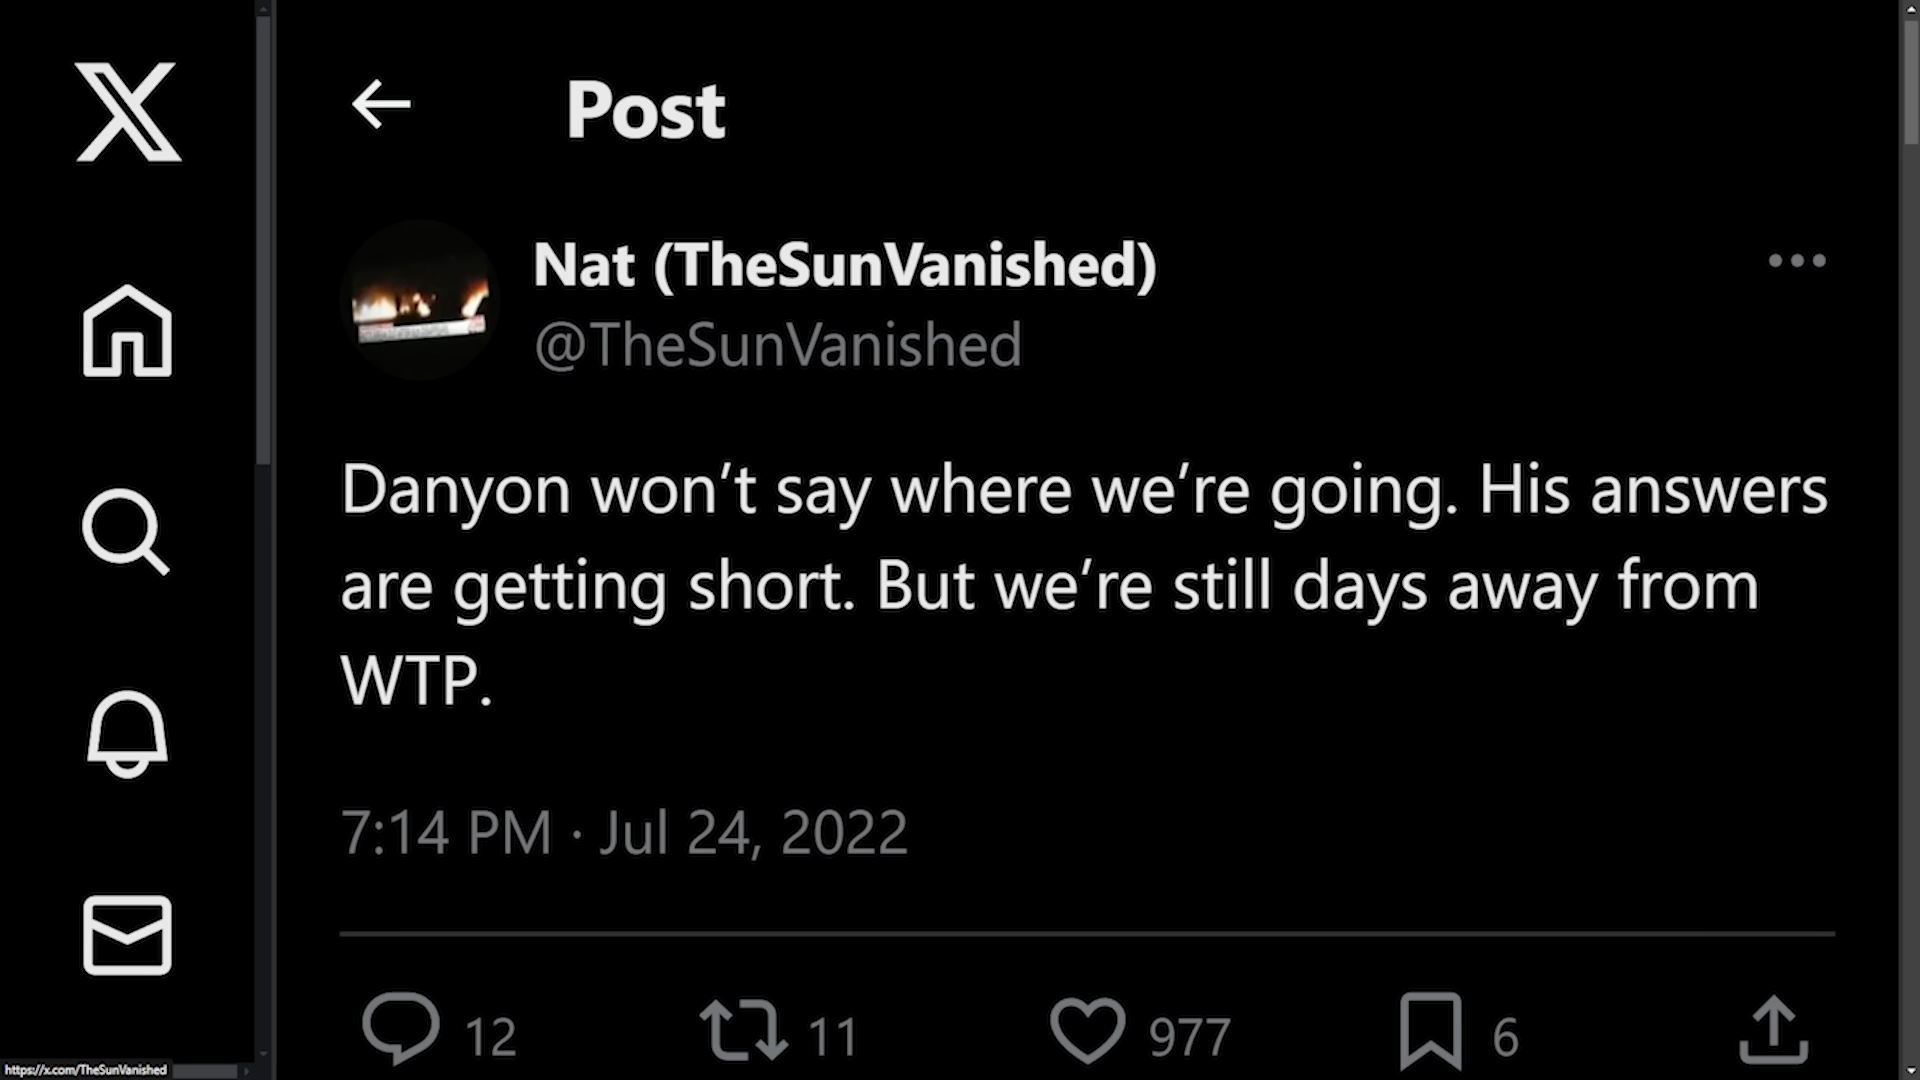 Post
Nat (TheSunVanished)
@TheSunVanished
Danyon won’t say where we’re going. His answers
are getting short. But we’re still days away from
WTP.
7:14 PM · Jul 24, 2022
12 11 977 6
https://x.com/TheSunVanished